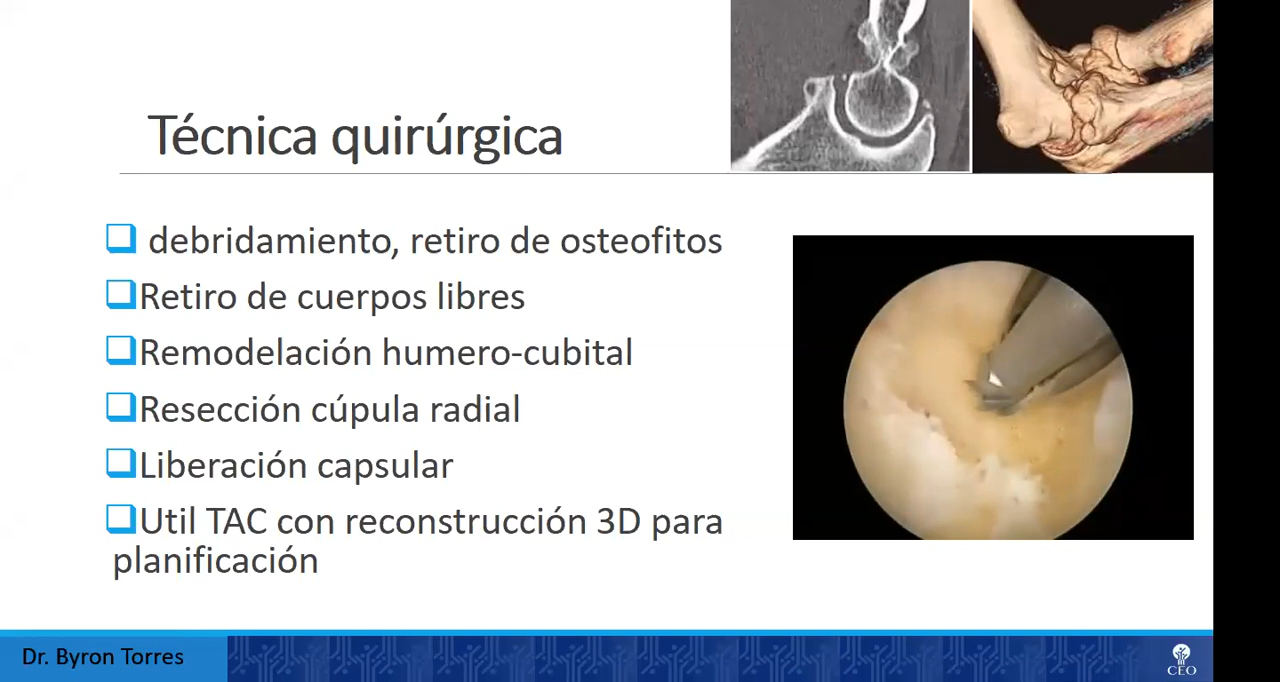 Técnica quirúrgica
debridamiento, retiro de osteofitos
Retiro de cuerpos libres
Remodelación humero-cubital
Resección cúpula radial
Liberación capsular
Util TAC con reconstrucción 3D para
planificación
Dr. Byron Torres
CEO